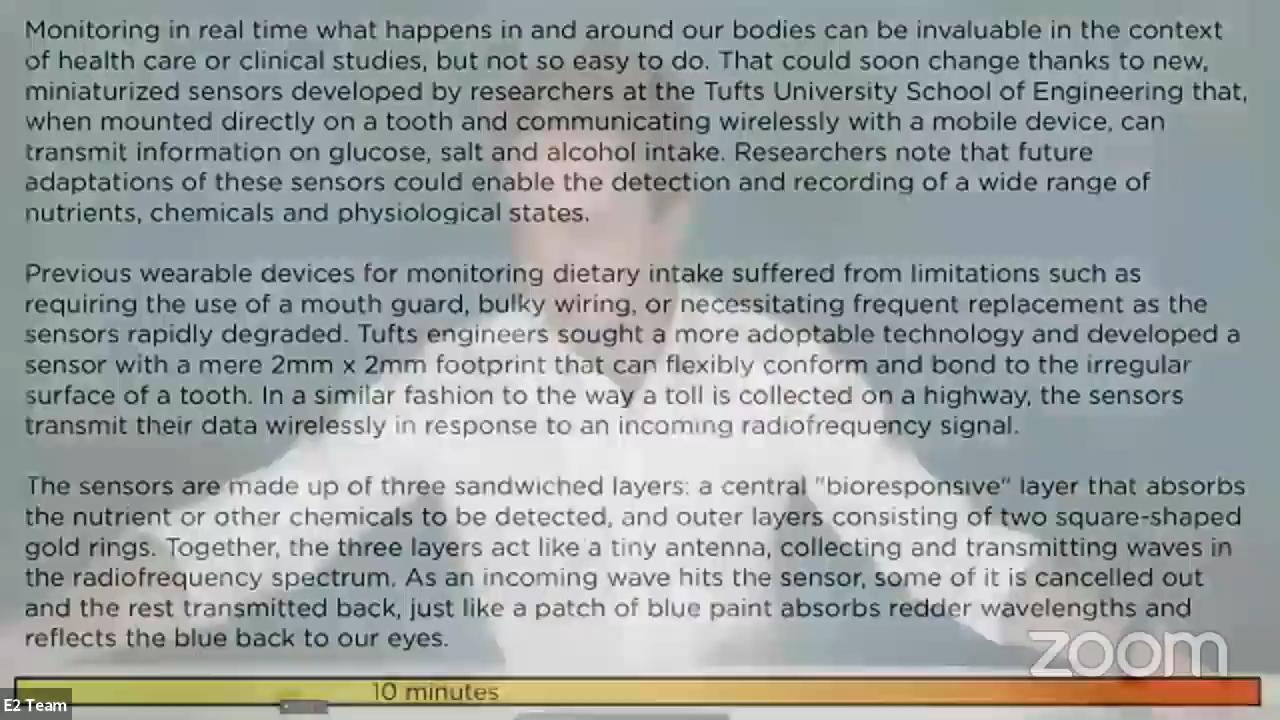 Monitoring in real time what happens in and around our bodies can be invaluable in the context
of health care or clinical studies, but not so easy to do. That could soon change thanks to new,
miniaturized sensors developed by researchers at the Tufts University School of Engineering that,
when mounted directly on a tooth and communicating wirelessly with a mobile device, can
transmit information on glucose, salt and alcohol intake. Researchers note that future
adaptations of these sensors could enable the detection and recording of a wide range of
nutrients, chemicals and physiological states.
Previous wearable devices for monitoring dietary intake suffered from limitations such as
requiring the use of a mouth guard, bulky wiring, or necessitating frequent replacement as the
sensors rapidly degraded. Tufts engineers sought a more adoptable technology and developed a
sensor with a mere 2mm x 2mm footprint that can flexibly conform and bond to the irregular
surface of a tooth. In a similar fashion to the way a toll is collected on a highway, the sensors
transmit their data wirelessly in response to an incoming radiofrequency signal.
The sensors are made up of three sandwiched layers: a central "bioresponsive" layer that absorbs
the nutrient or other chemicals to be detected, and outer layers consisting of two square-shaped
gold rings. Together, the three layers act like a tiny antenna, collecting and transmitting waves in
the radiofrequency spectrum. As an incoming wave hits the sensor, some of it is cancelled out
and the rest transmitted back, just like a patch of blue paint absorbs redder wavelengths and
reflects the blue back to our eyes.
zoom
10 minutes
E2 Team